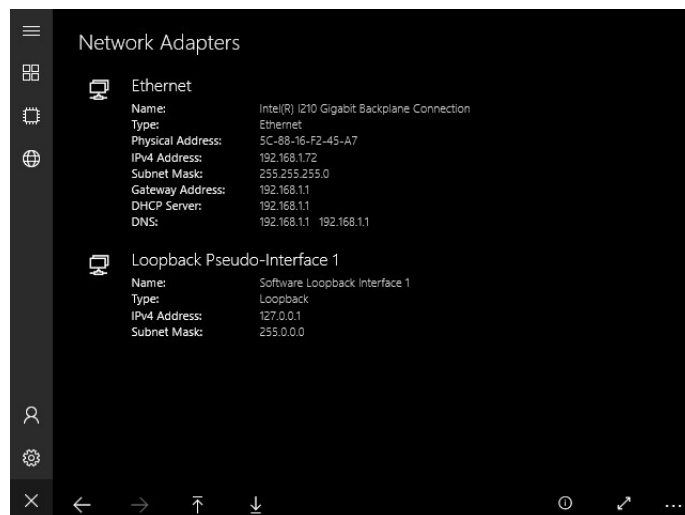 Network Adapters
Ethernet
Name: Intel(R) I210 Gigabit Backplane Connection
Type: Ethernet
Physical Address: 5C-88-16-F2-45-A7
IPv4 Address: 192.168.1.72
Subnet Mask: 255.255.255.0
Gateway Address: 192.168.1.1
DHCP Server: 192.168.1.1
DNS: 192.168.1.1 192.168.1.1
Loopback Pseudo-Interface 1
Name: Software Loopback Interface 1
Type: Loopback
IPv4 Address: 127.0.0.1
Subnet Mask: 255.0.0.0